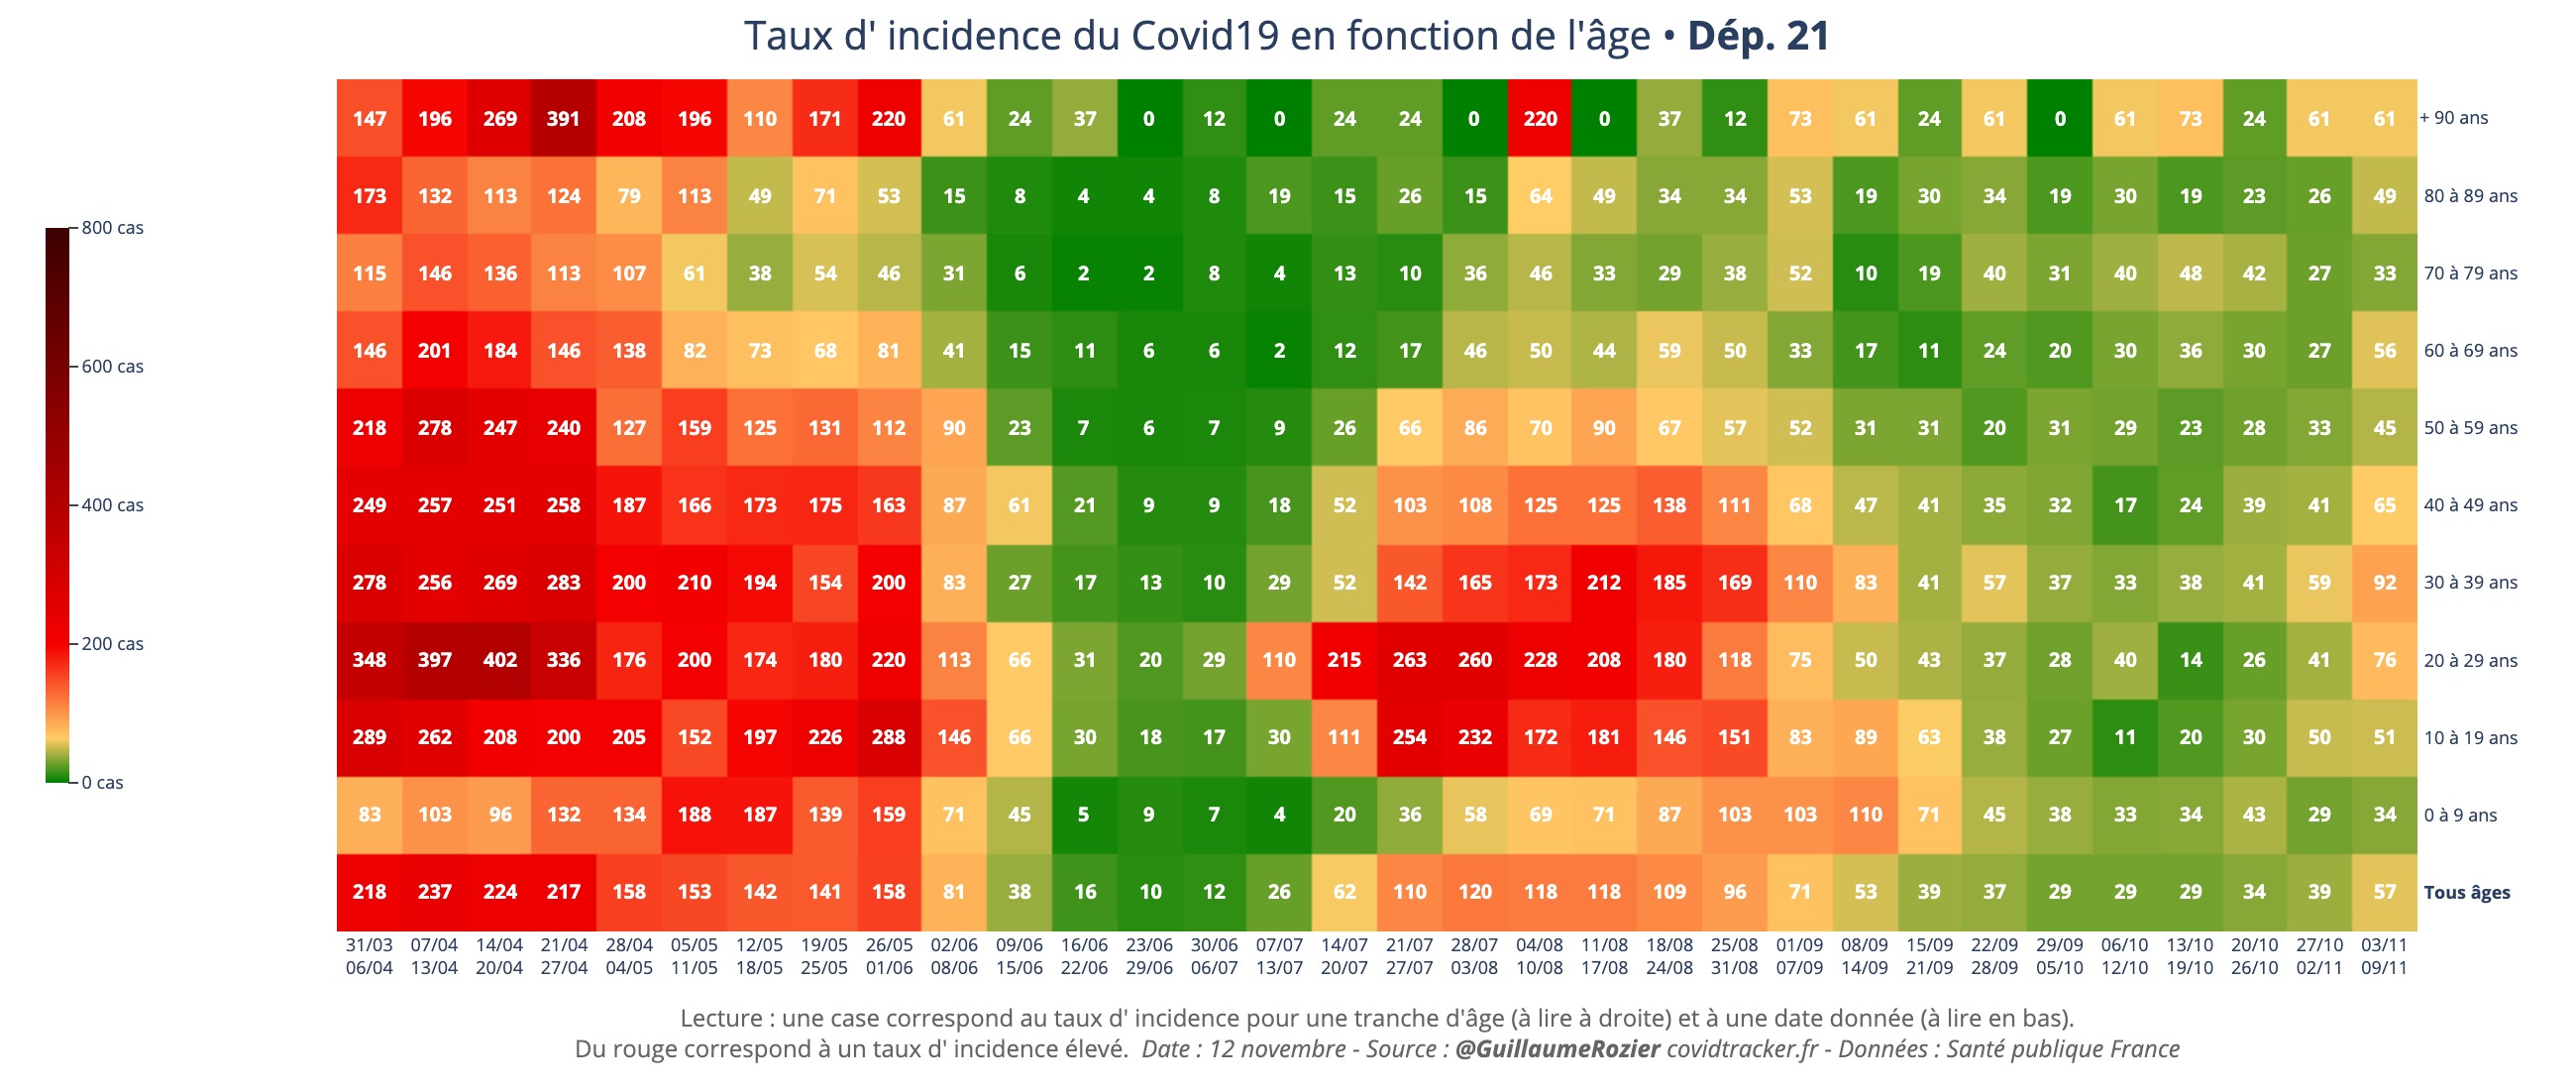 Taux d' incidence du Covid19 en fonction de l'âge • Dép. 21
800 cas
600 cas
400 cas
200 cas
0 cas
147 196 269 391 208 196 110 171 220 61 24 37 0 12 0 24 24 0 220 0 37 12 73 61 24 61 0 61 73 24 61 61 + 90 ans
173 132 113 124 79 113 49 71 53 15 8 4 4 8 19 15 26 15 64 49 34 34 53 19 30 34 19 30 19 23 26 49 80 à 89 ans
115 146 136 113 107 61 38 54 46 31 6 2 2 8 4 13 10 36 46 33 29 38 52 10 19 40 31 40 48 42 27 33 70 à 79 ans
146 201 184 146 138 82 73 68 81 41 15 11 6 6 2 12 17 46 50 44 59 50 33 17 11 24 20 30 36 30 27 56 60 à 69 ans
218 278 247 240 127 159 125 131 112 90 23 7 6 7 9 26 66 86 70 90 67 57 52 31 31 20 31 29 23 28 33 45 50 à 59 ans
249 257 251 258 187 166 173 175 163 87 61 21 9 9 18 52 103 108 125 125 138 111 68 47 41 35 32 17 24 39 41 65 40 à 49 ans
278 256 269 283 200 210 194 154 200 83 27 17 13 10 29 52 142 165 173 212 185 169 110 83 41 57 37 33 38 41 59 92 30 à 39 ans
348 397 402 336 176 200 174 180 220 113 66 31 20 29 110 215 263 260 228 208 180 118 75 50 43 37 28 40 14 26 41 76 20 à 29 ans
289 262 208 200 205 152 197 226 288 146 66 30 18 17 30 111 254 232 172 181 146 151 83 89 63 38 27 11 20 30 50 51 10 à 19 ans
83 103 96 132 134 188 187 139 159 71 45 5 9 7 4 20 36 58 69 71 87 103 103 110 71 45 38 33 34 43 29 34 0 à 9 ans
218 237 224 217 158 153 142 141 158 81 38 16 10 12 26 62 110 120 118 118 109 96 71 53 39 37 29 29 29 34 39 57 Tous âges
31/03 07/04 14/04 21/04 28/04 05/05 12/05 19/05 26/05 02/06 09/06 16/06 23/06 30/06 07/07 14/07 21/07 28/07 04/08 11/08 18/08 25/08 01/09 08/09 15/09 22/09 29/09 06/10 13/10 20/10 27/10 03/11
06/04 13/04 20/04 27/04 04/05 11/05 18/05 25/05 01/06 08/06 15/06 22/06 29/06 06/07 13/07 20/07 27/07 03/08 10/08 17/08 24/08 31/08 07/09 14/09 21/09 28/09 05/10 12/10 19/10 26/10 02/11 09/11
Lecture : une case correspond au taux d' incidence pour une tranche d'âge (à lire à droite) et à une date donnée (à lire en bas).
Du rouge correspond à un taux d' incidence élevé. Date : 12 novembre - Source : @GuillaumeRozier covidtracker.fr - Données : Santé publique France